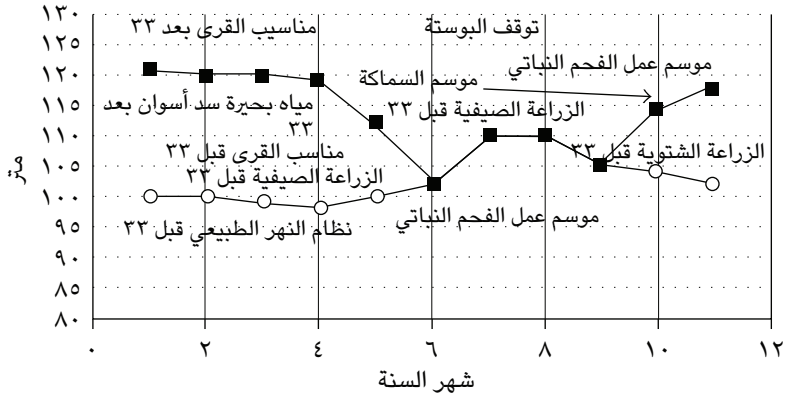 ١٣٠
١٢٥
١٢٠
١١٥
١١٠
١٠٥
١٠٠
٩٥
٩٠
٨٥
٨٠
متر
مناسيب القرى بعد ٣٣
توقف البوستة
موسم عمل الفحم النباتي
موسم السماكة
مياه بحيرة سد أسوان بعد
٣٣
الزراعة الصيفية قبل ٣٣
مناسب القرى قبل ٣٣
الزراعة الشتوية قبل ٣٣
الزراعة الصيفية قبل ٣٣
نظام النهر الطبيعي قبل ٣٣
موسم عمل الفحم النباتي
٠ ٢ ٤ ٦ ٨ ١٠ ١٢
شهر السنة